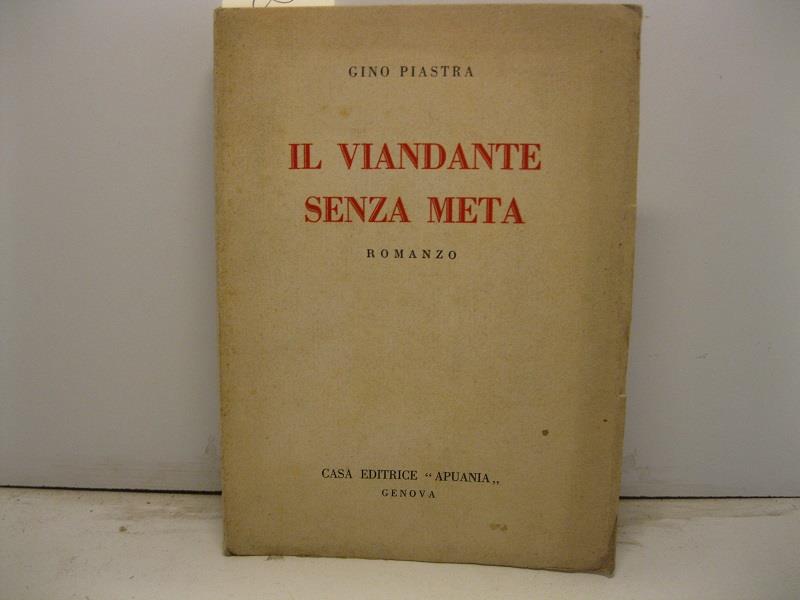 GINO PIASTRA
IL VIANDANTE
SENZA META
ROMANZO
CASA EDITRICE “APUANIA„
GENOVA